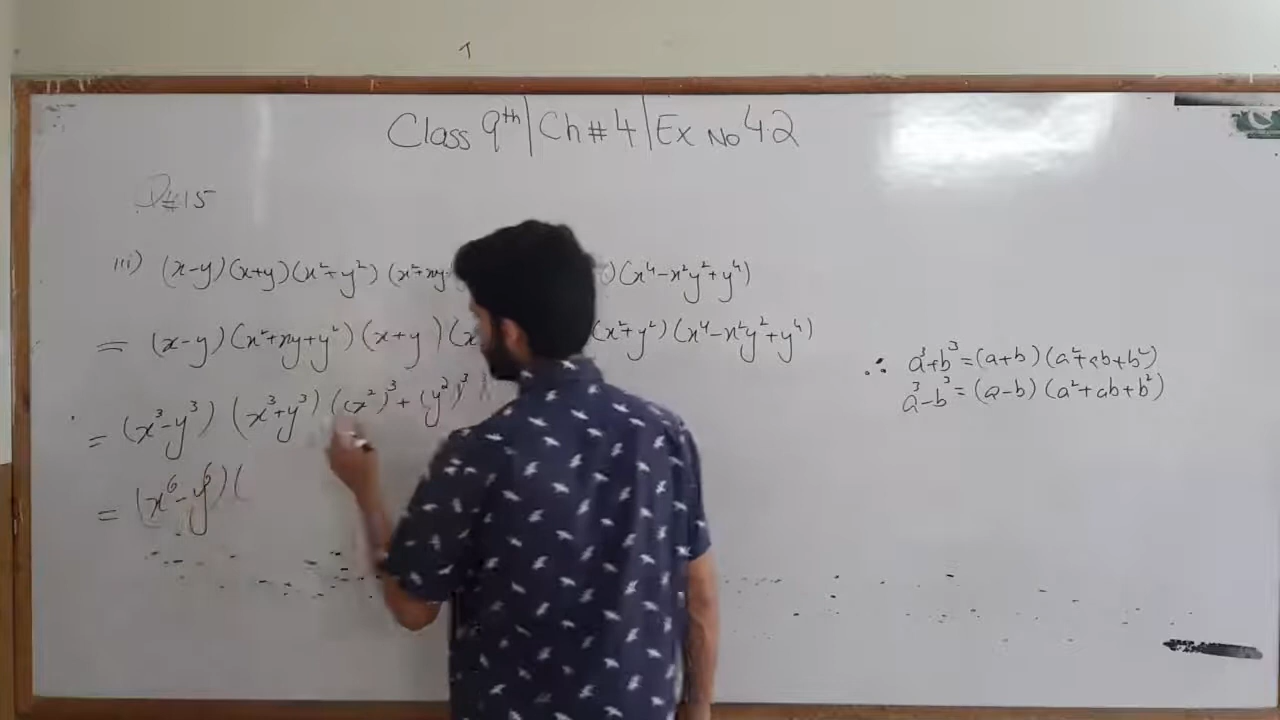 Class 9th | Ch # 4 | Ex No 4.2
Q#15
iii) (x-y)(x+y)(x²+y²)(x²+xy )(x⁴-x²y²+y⁴)
= (x-y)(x²+xy+y²)(x+y)(x (x²+y²)(x⁴-x²y²+y⁴)
= (x³-y³)(x³+y³)((x²)³+(y²)³)
= (x⁶-y⁶)(
∴ a³+b³=(a+b)(a²+ab+b²)
a³-b³=(a-b)(a²+ab+b²)